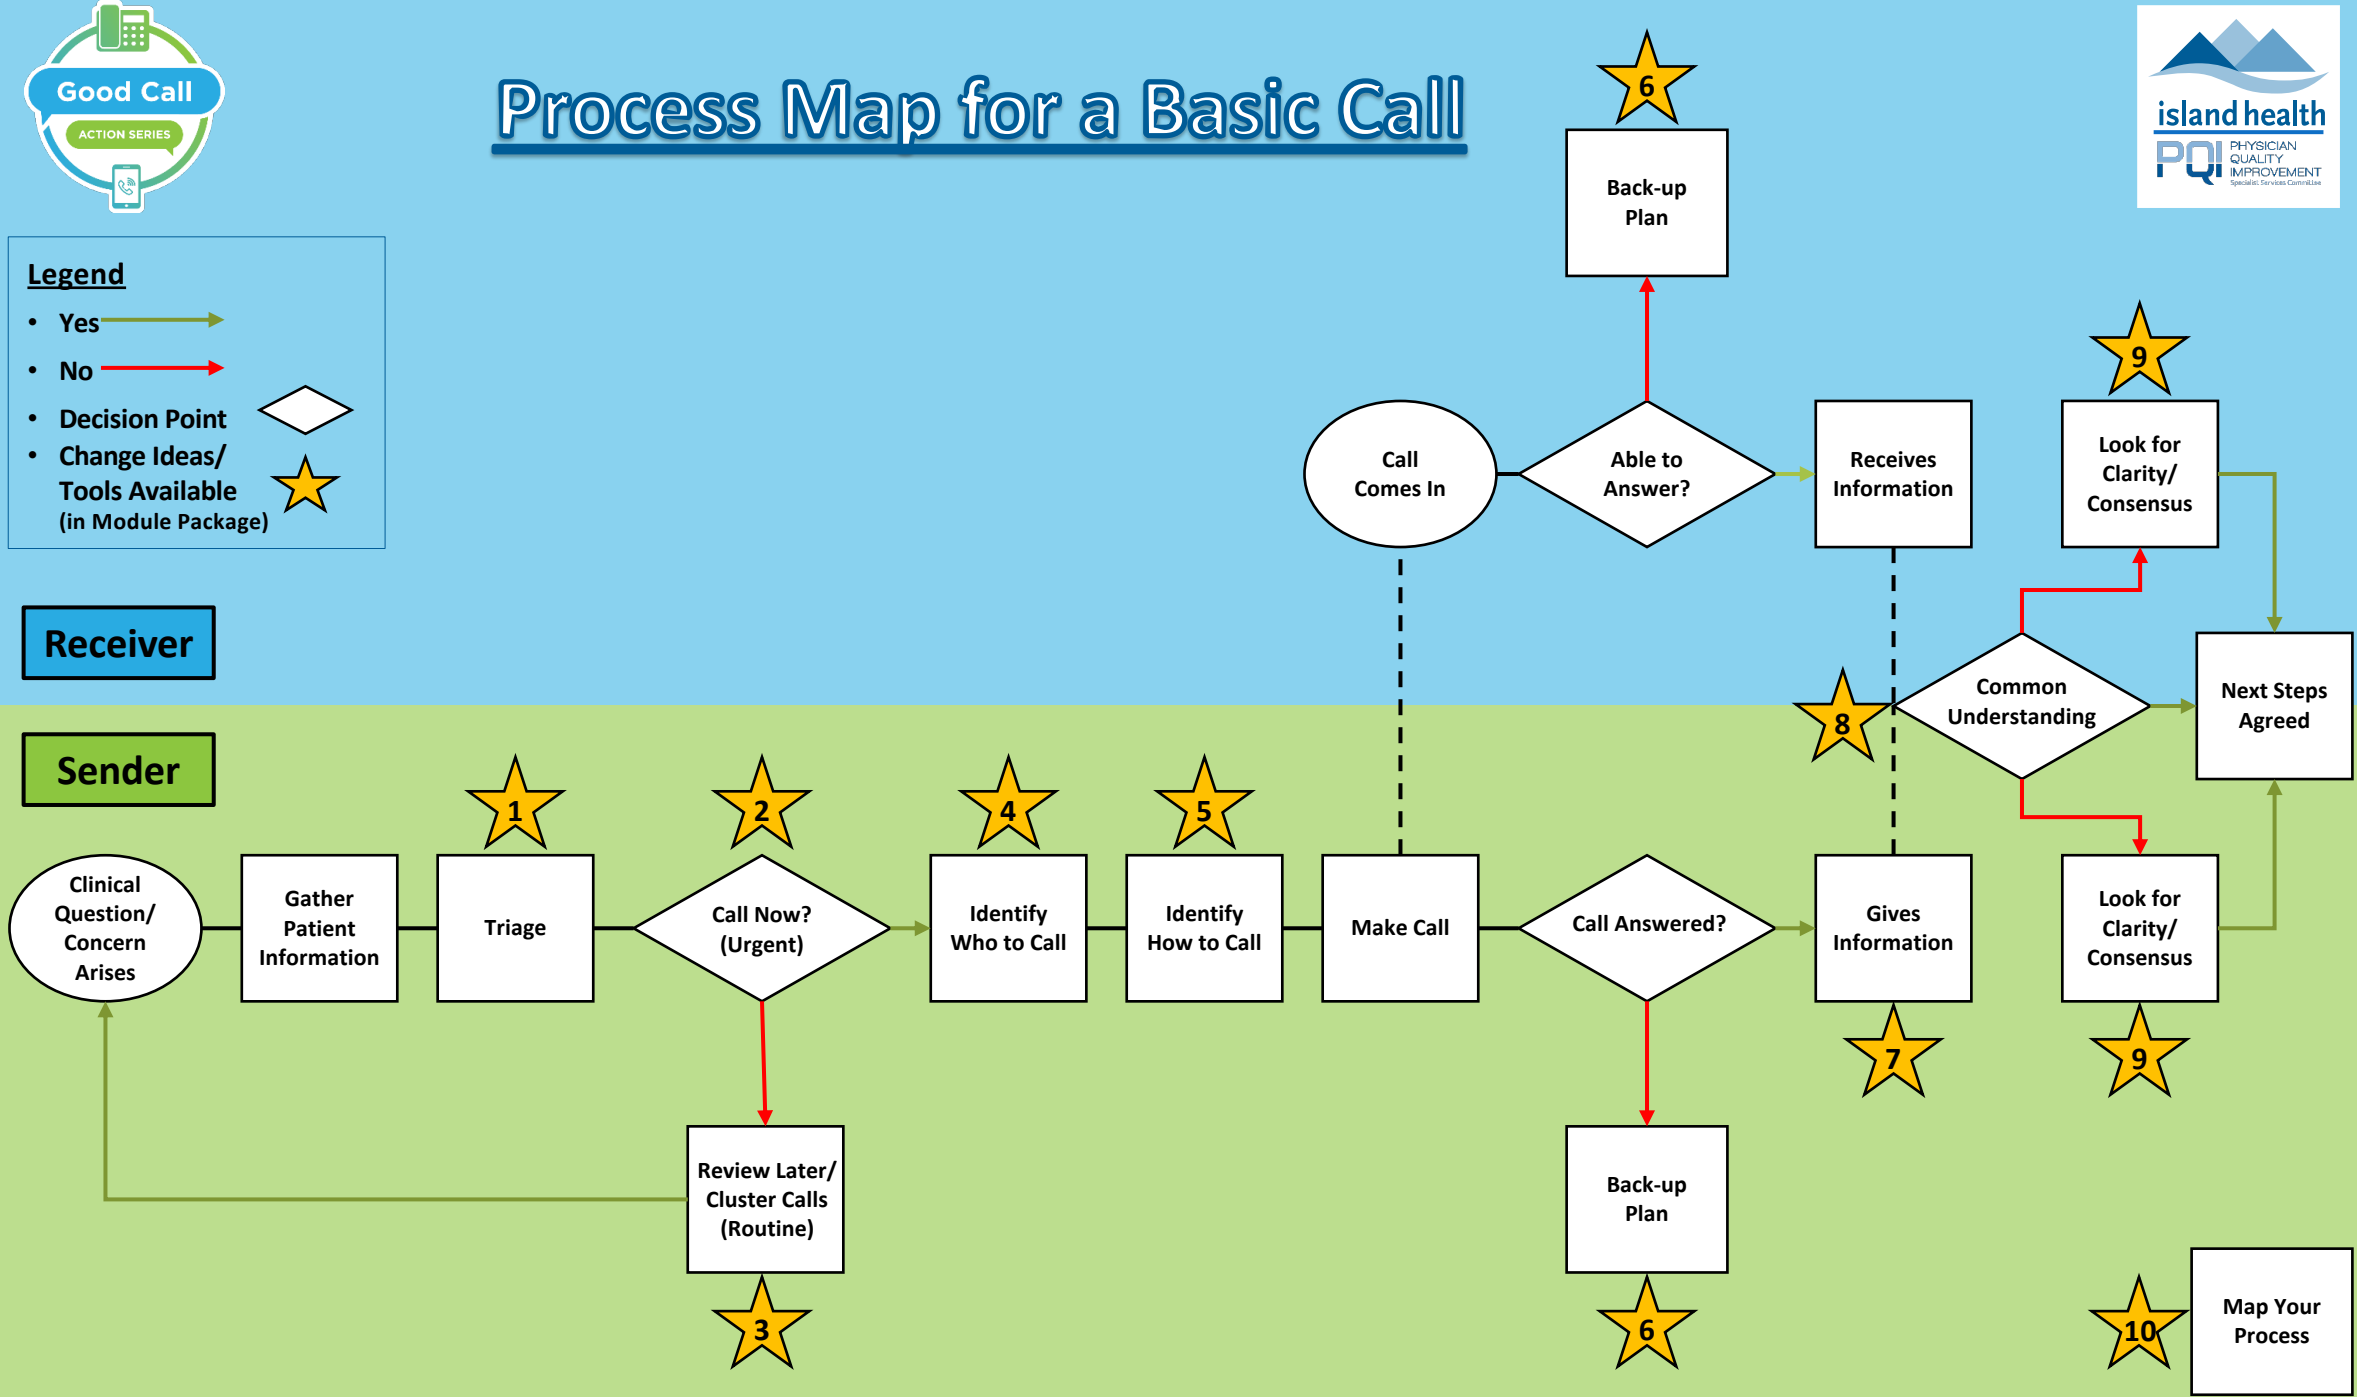 Good Call
ACTION SERIES
Process Map for a Basic Call
island health
PQI
PHYSICIAN
QUALITY
IMPROVEMENT
Specialist Services Committee
Legend
• Yes
• No
• Decision Point
• Change Ideas/
Tools Available
(in Module Package)
6
Back-up
Plan
9
Call
Comes In
Able to
Answer?
Receives
Information
Look for
Clarity/
Consensus
Receiver
8
Common
Understanding
Next Steps
Agreed
Sender
1
2
4
5
Clinical
Question/
Concern
Arises
Gather
Patient
Information
Triage
Call Now?
(Urgent)
Identify
Who to Call
Identify
How to Call
Make Call
Call Answered?
Gives
Information
Look for
Clarity/
Consensus
7
9
Review Later/
Cluster Calls
(Routine)
Back-up
Plan
3
6
10
Map Your
Process